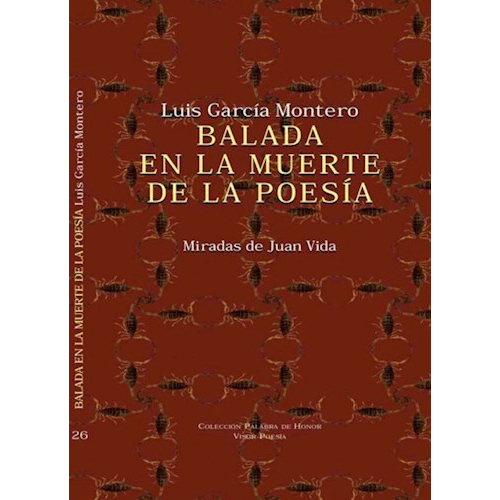 Luis García Montero
BALADA
EN LA MUERTE
DE LA POESÍA
Miradas de Juan Vida
Colección Palabra de Honor
Visor Poesía
BALADA EN LA MUERTE DE LA POESÍA Luis García Montero
26